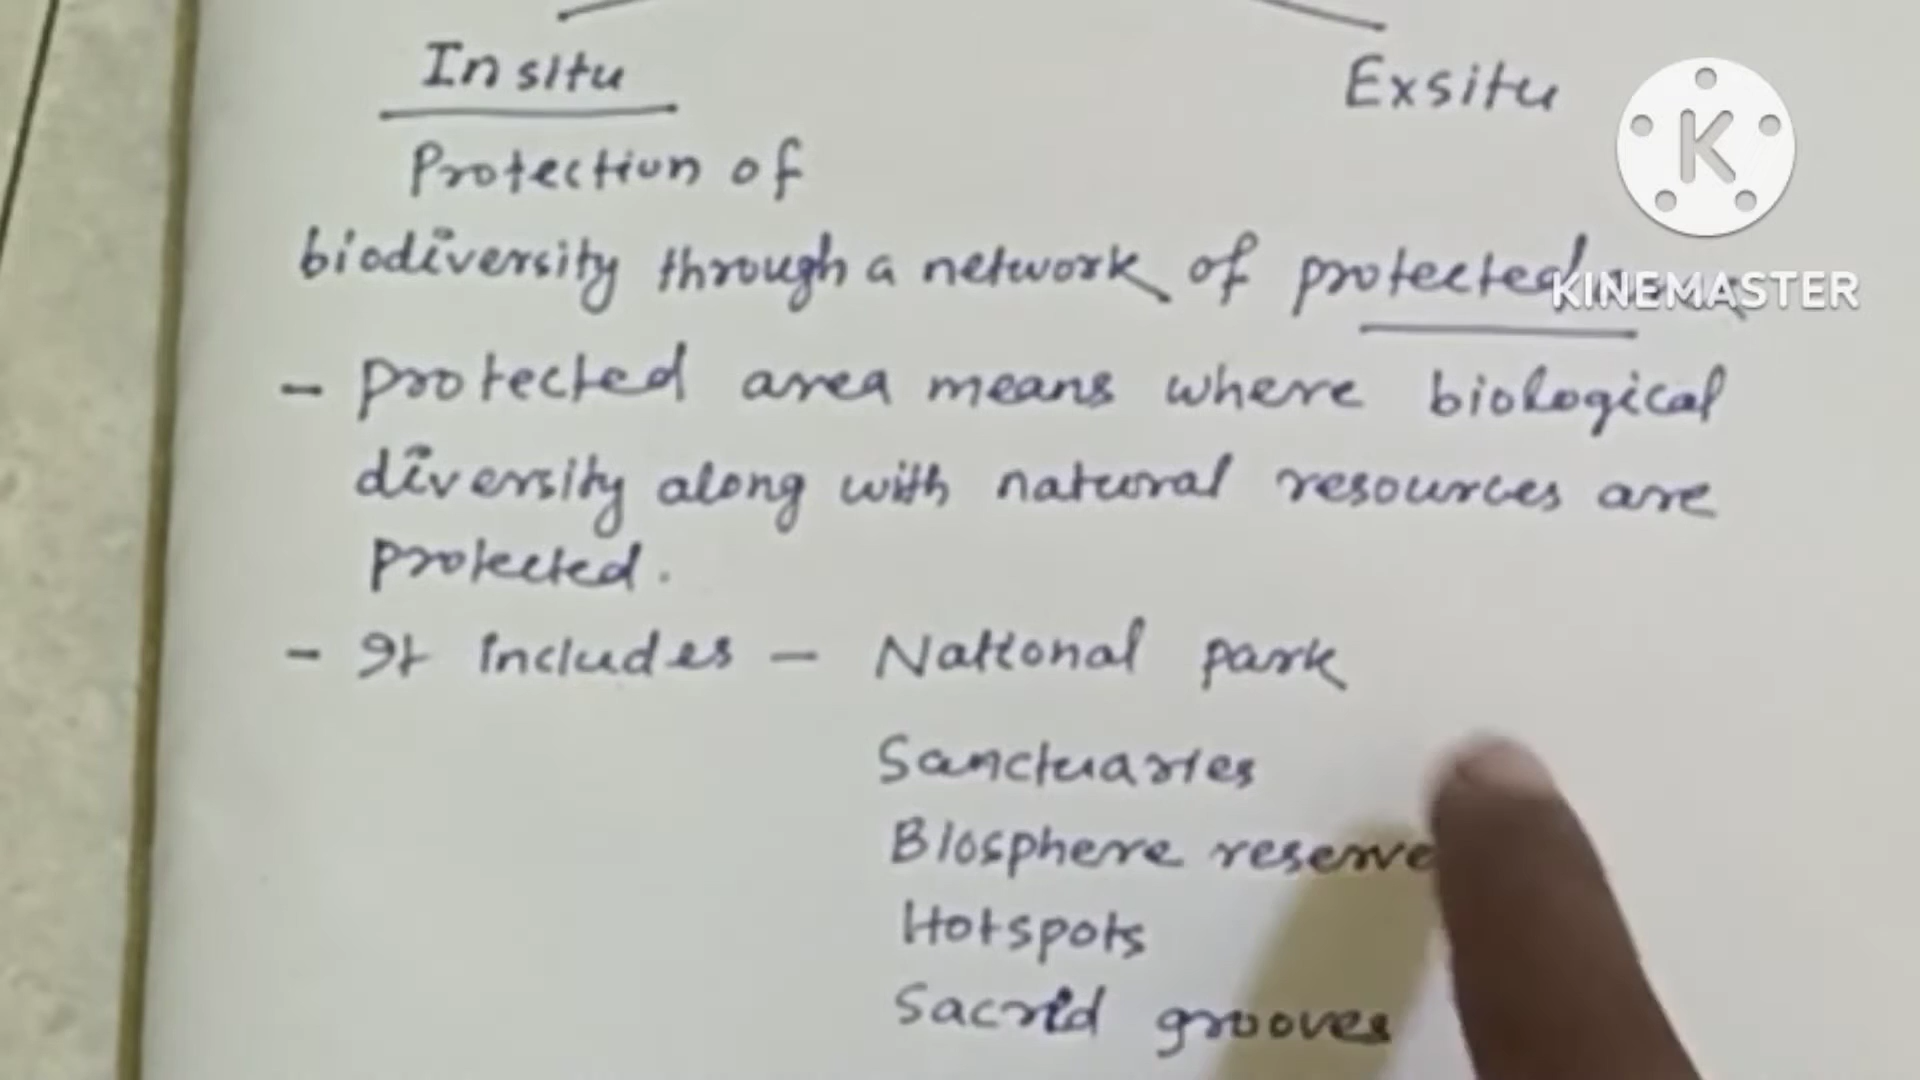 Insitu Exsitu
Protection of
biodiversity through a network of protected
- protected area means where biological
diversity along with natural resources are
protected.
- It includes - National park
Sanctuaries
Biosphere reserve
Hotspots
Sacrid grooves
K
KINEMASTER